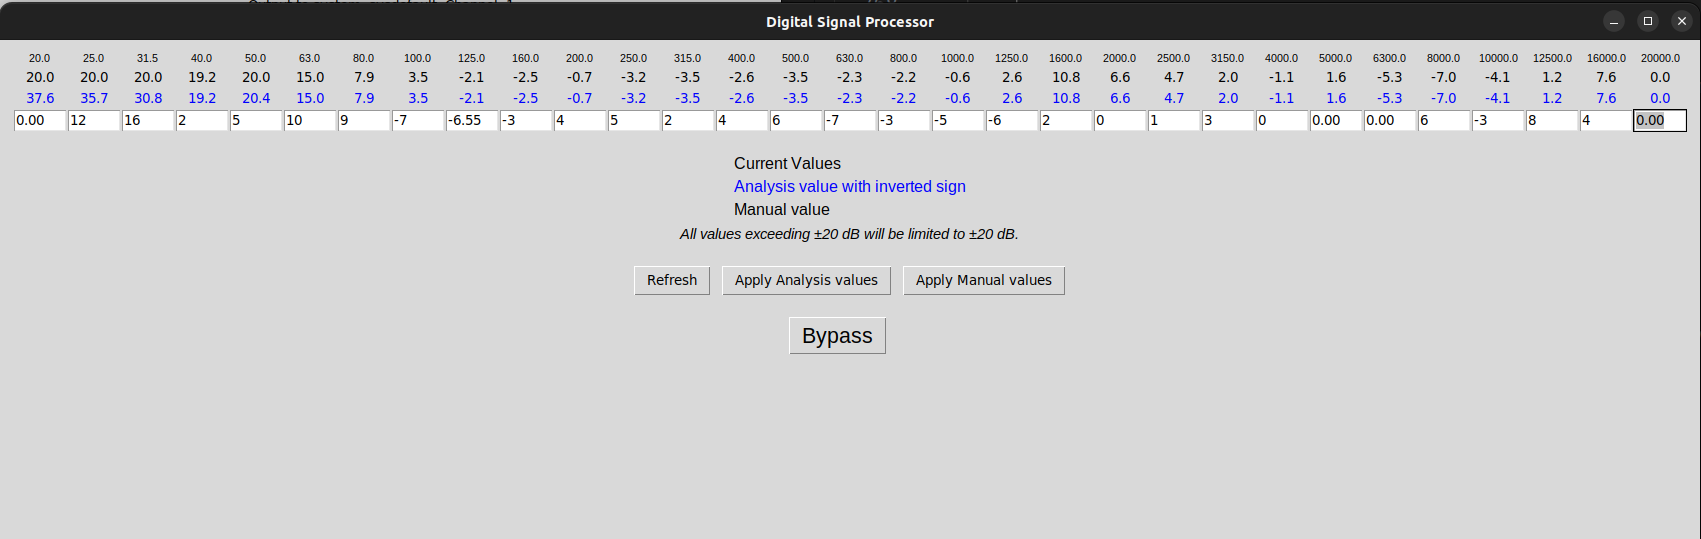 Digital Signal Processor
20.0 25.0 31.5 40.0 50.0 63.0 80.0 100.0 125.0 160.0 200.0 250.0 315.0 400.0 500.0 630.0 800.0 1000.0 1250.0 1600.0 2000.0 2500.0 3150.0 4000.0 5000.0 6300.0 8000.0 10000.0 12500.0 16000.0 20000.0
20.0 20.0 20.0 19.2 20.0 15.0 7.9 3.5 -2.1 -2.5 -0.7 -3.2 -3.5 -2.6 -3.5 -2.3 -2.2 -0.6 2.6 10.8 6.6 4.7 2.0 -1.1 1.6 -5.3 -7.0 -4.1 1.2 7.6 0.0
37.6 35.7 30.8 19.2 20.4 15.0 7.9 3.5 -2.1 -2.5 -0.7 -3.2 -3.5 -2.6 -3.5 -2.3 -2.2 -0.6 2.6 10.8 6.6 4.7 2.0 -1.1 1.6 -5.3 -7.0 -4.1 1.2 7.6 0.0
0.00 12 16 2 5 10 9 -7 -6.55 -3 4 5 2 4 6 -7 -3 -5 -6 2 0 1 3 0 0.00 0.00 6 -3 8 4 0.00
Current Values
Analysis value with inverted sign
Manual value
All values exceeding ±20 dB will be limited to ±20 dB.
Refresh Apply Analysis values Apply Manual values
Bypass